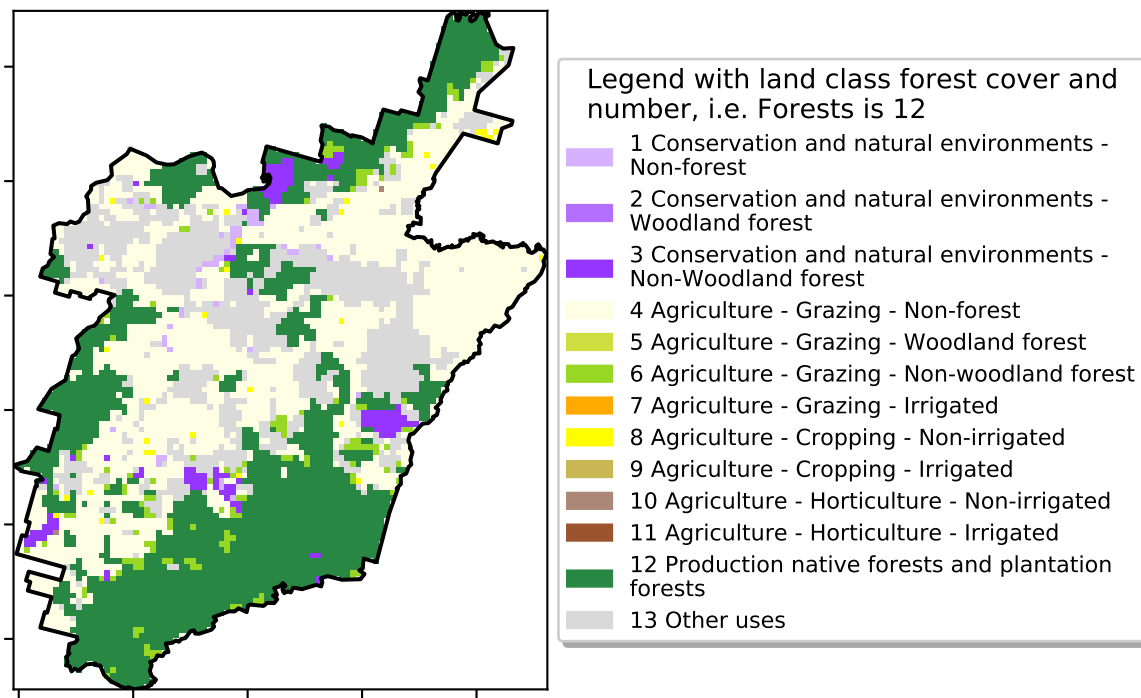 Legend with land class forest cover and
number, i.e. Forests is 12
1 Conservation and natural environments -
Non-forest
2 Conservation and natural environments -
Woodland forest
3 Conservation and natural environments -
Non-Woodland forest
4 Agriculture - Grazing - Non-forest
5 Agriculture - Grazing - Woodland forest
6 Agriculture - Grazing - Non-woodland forest
7 Agriculture - Grazing - Irrigated
8 Agriculture - Cropping - Non-irrigated
9 Agriculture - Cropping - Irrigated
10 Agriculture - Horticulture - Non-irrigated
11 Agriculture - Horticulture - Irrigated
12 Production native forests and plantation
forests
13 Other uses